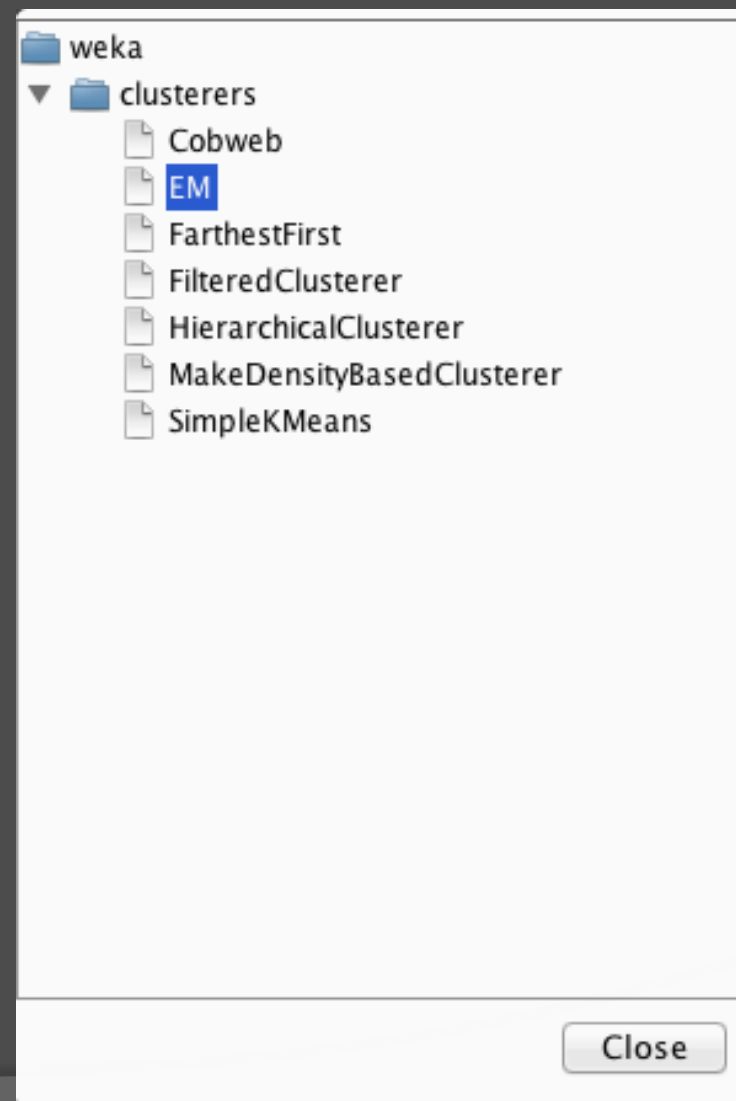 weka
clusterers
Cobweb
EM
FarthestFirst
FilteredClusterer
HierarchicalClusterer
MakeDensityBasedClusterer
SimpleKMeans
Close